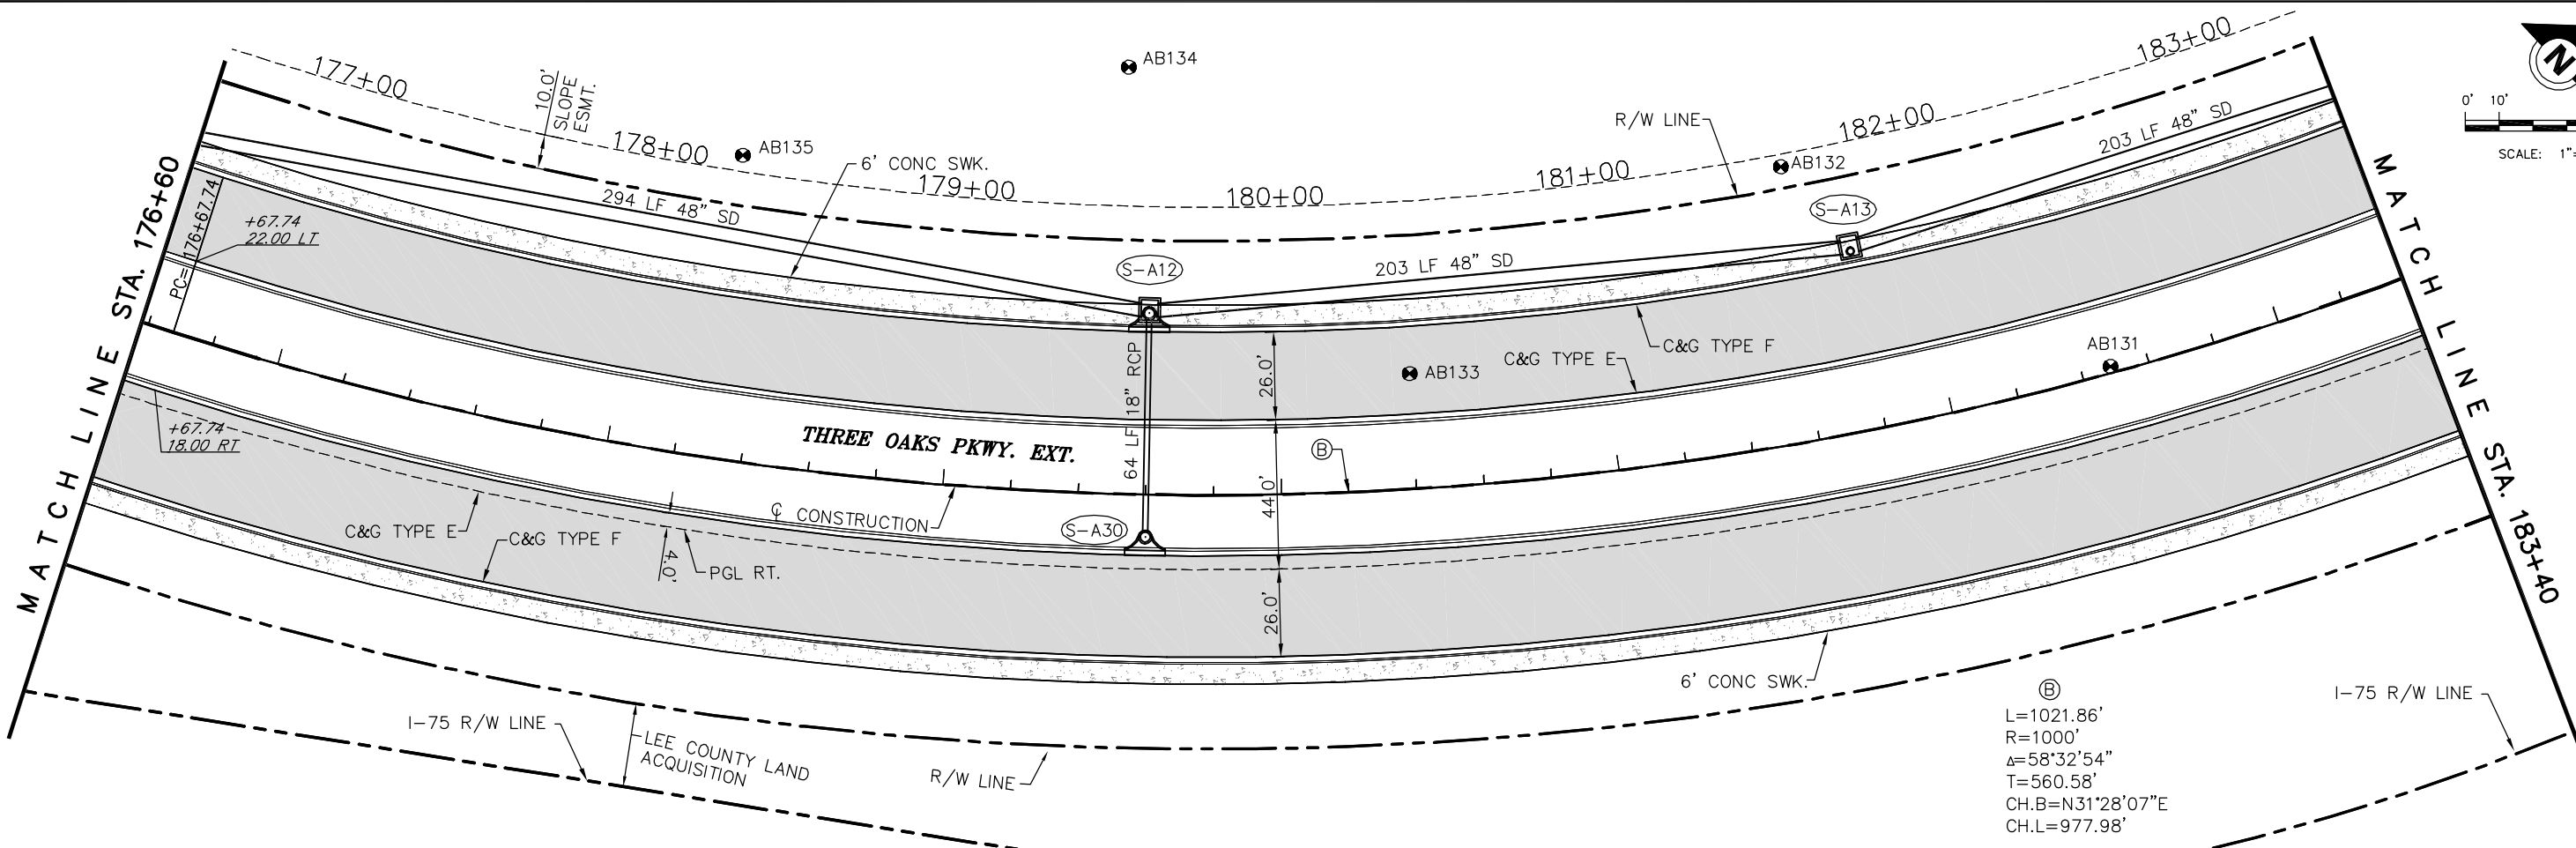 177+00
178+00
179+00
180+00
181+00
182+00
183+00
10.0'
SLOPE
ESMT.
AB134
AB135
6' CONC SWK.
R/W LINE
AB132
S-A13
203 LF 48" SD
N
0' 10'
SCALE: 1"=
MATCH LINE STA. 176+60
PC= 176+67.74
+67.74
22.00 LT
294 LF 48" SD
S-A12
203 LF 48" SD
64 LF 18" RCP
26.0'
AB133
C&G TYPE E
C&G TYPE F
AB131
MATCH LINE STA. 183+40
+67.74
18.00 RT
THREE OAKS PKWY. EXT.
B
44.0'
℄ CONSTRUCTION
S-A30
C&G TYPE E
C&G TYPE F
4.0'
PGL RT.
26.0'
6' CONC SWK.
I-75 R/W LINE
LEE COUNTY LAND
ACQUISITION
R/W LINE
B
L=1021.86'
R=1000'
Δ=58°32'54"
T=560.58'
CH.B=N31°28'07"E
CH.L=977.98'
I-75 R/W LINE